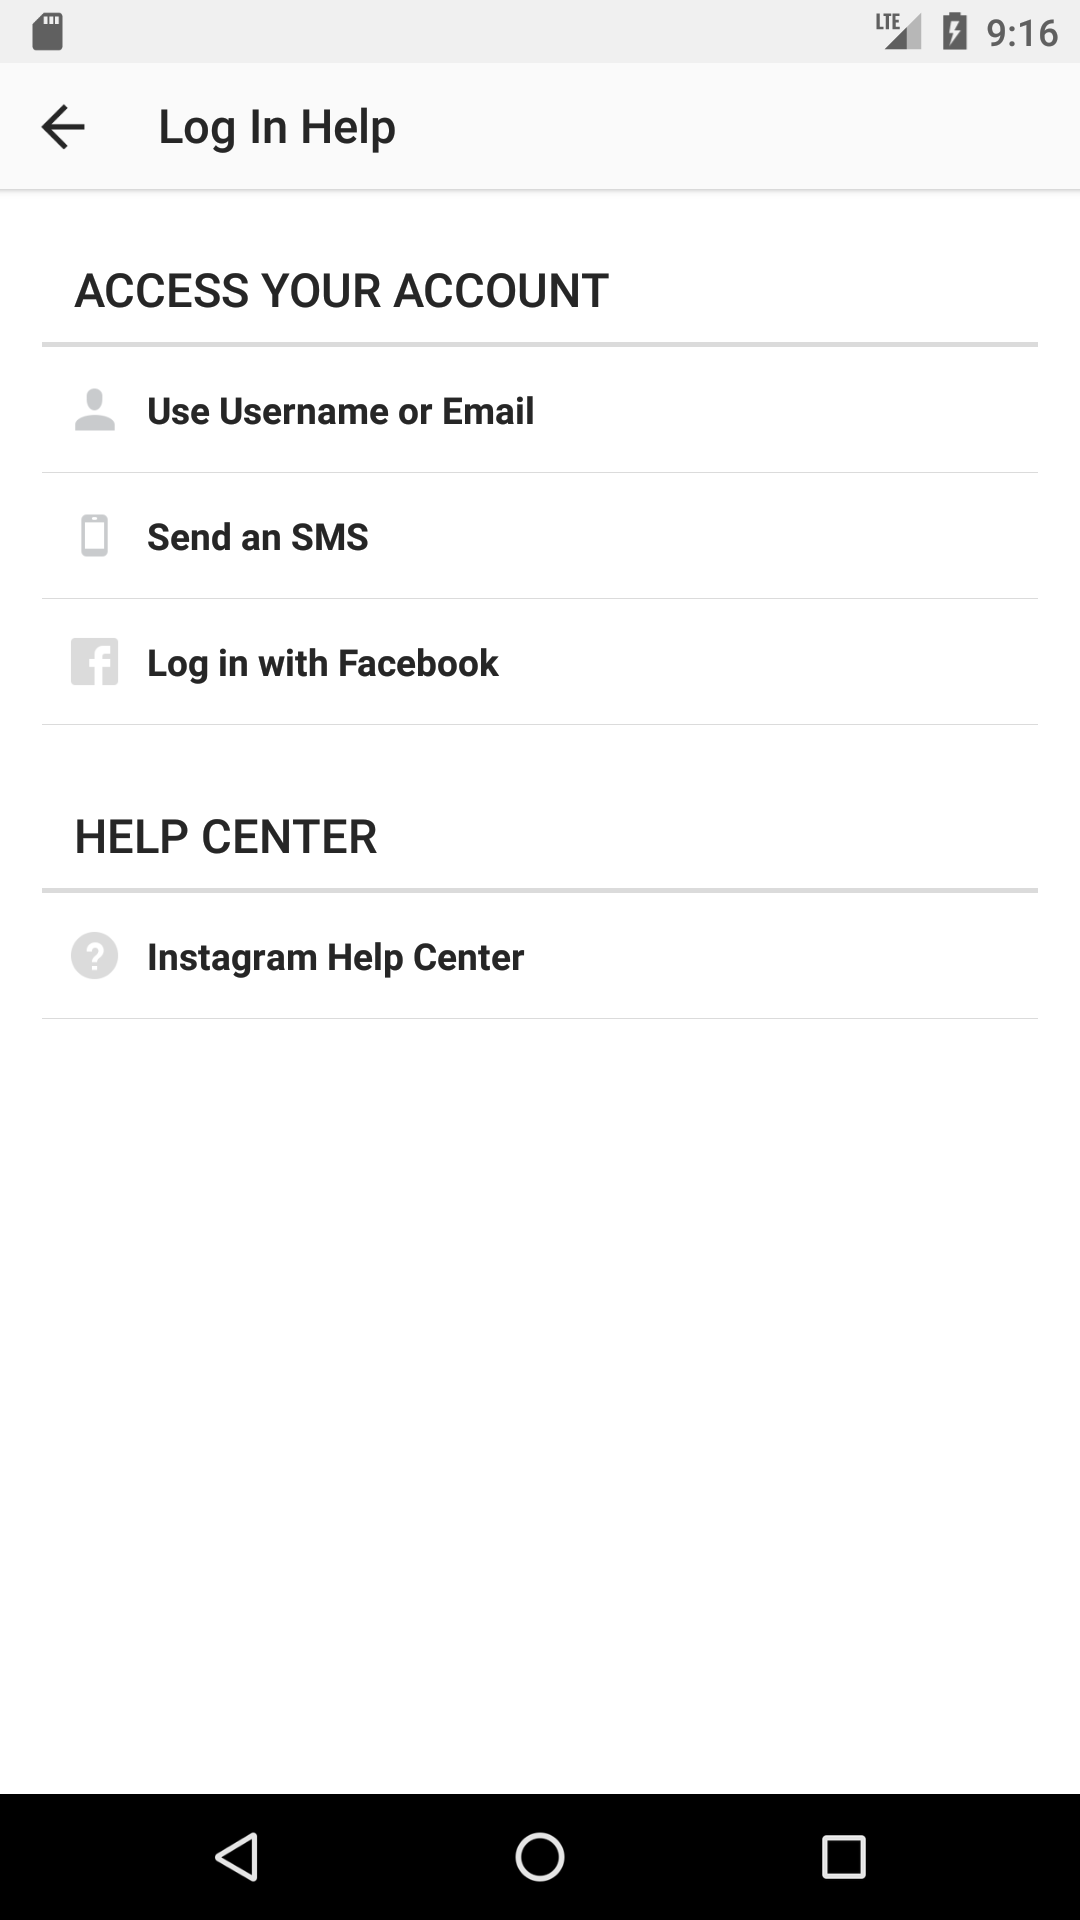 LTE 9:16
Log In Help
ACCESS YOUR ACCOUNT
Use Username or Email
Send an SMS
Log in with Facebook
HELP CENTER
Instagram Help Center